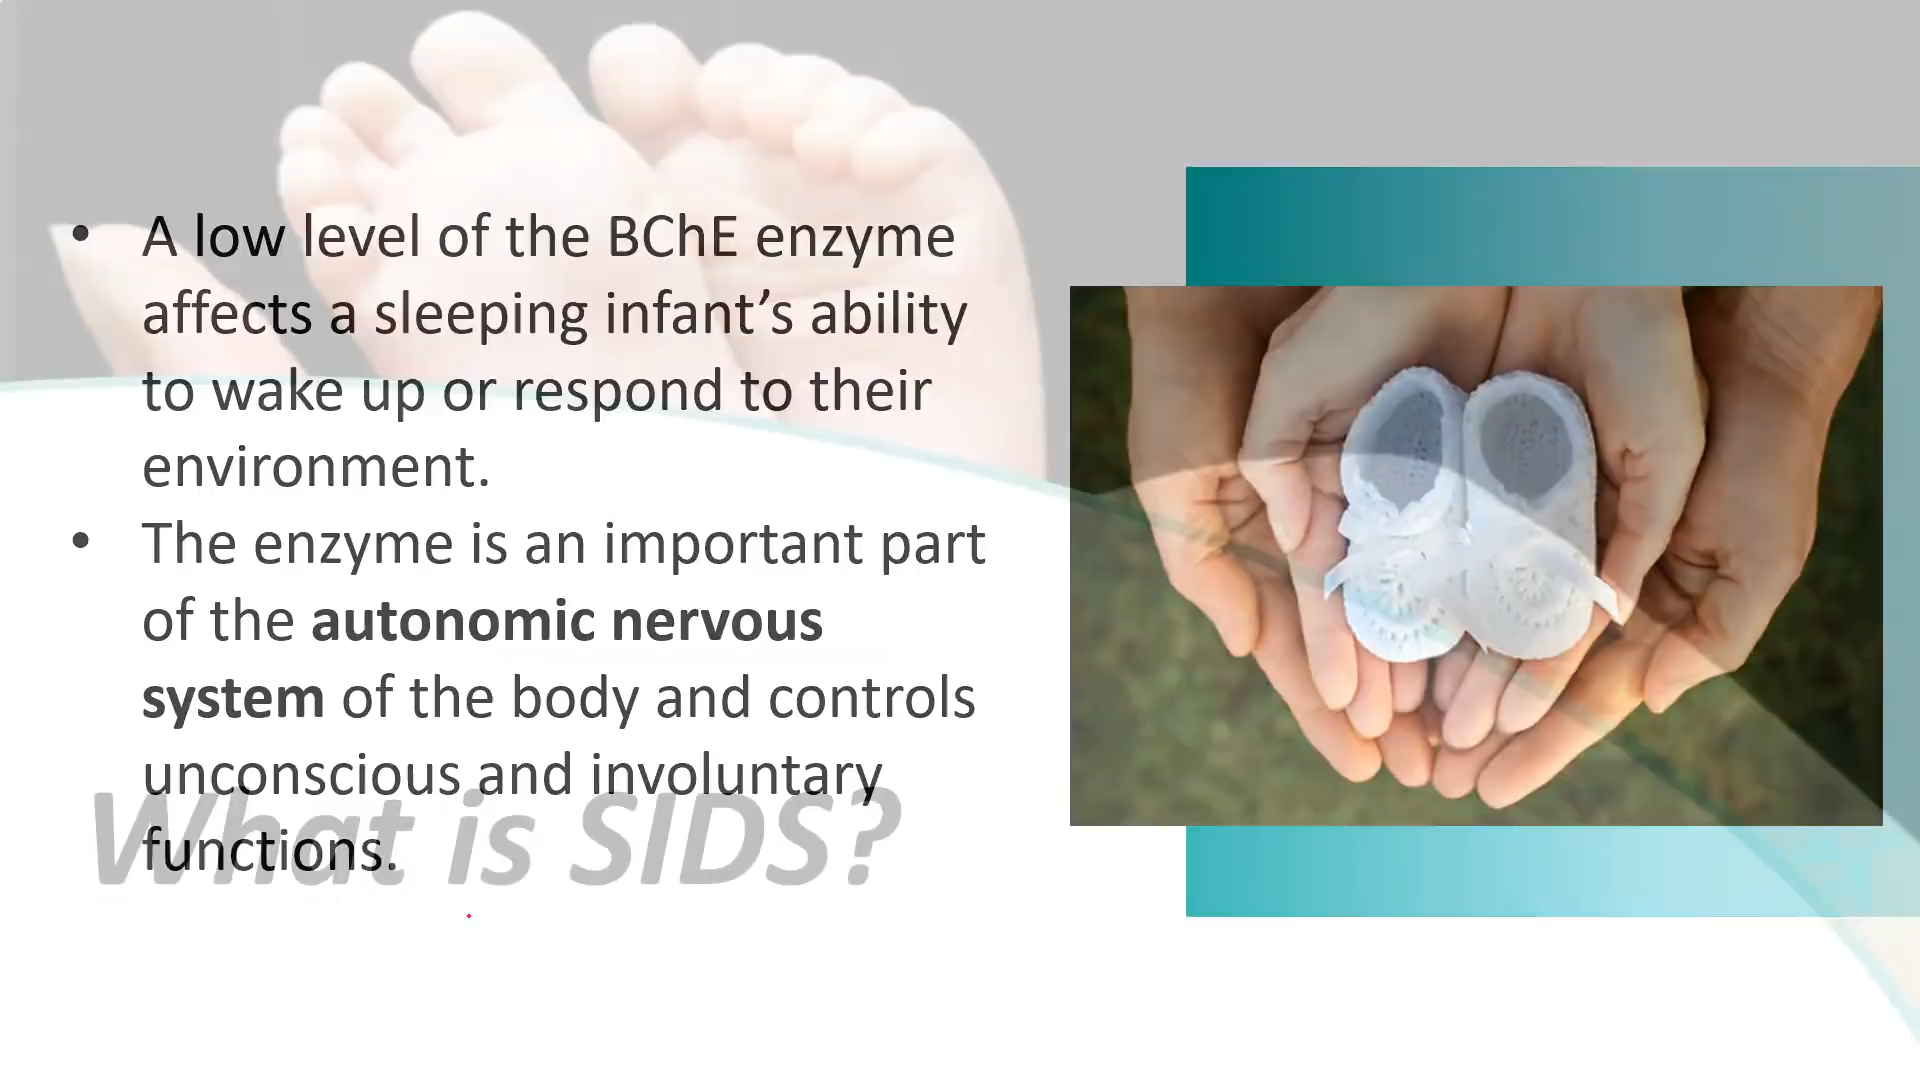 • A low level of the BChE enzyme
affects a sleeping infant’s ability
to wake up or respond to their
environment.
• The enzyme is an important part
of the autonomic nervous
system of the body and controls
unconscious and involuntary
functions.
What is SIDS?